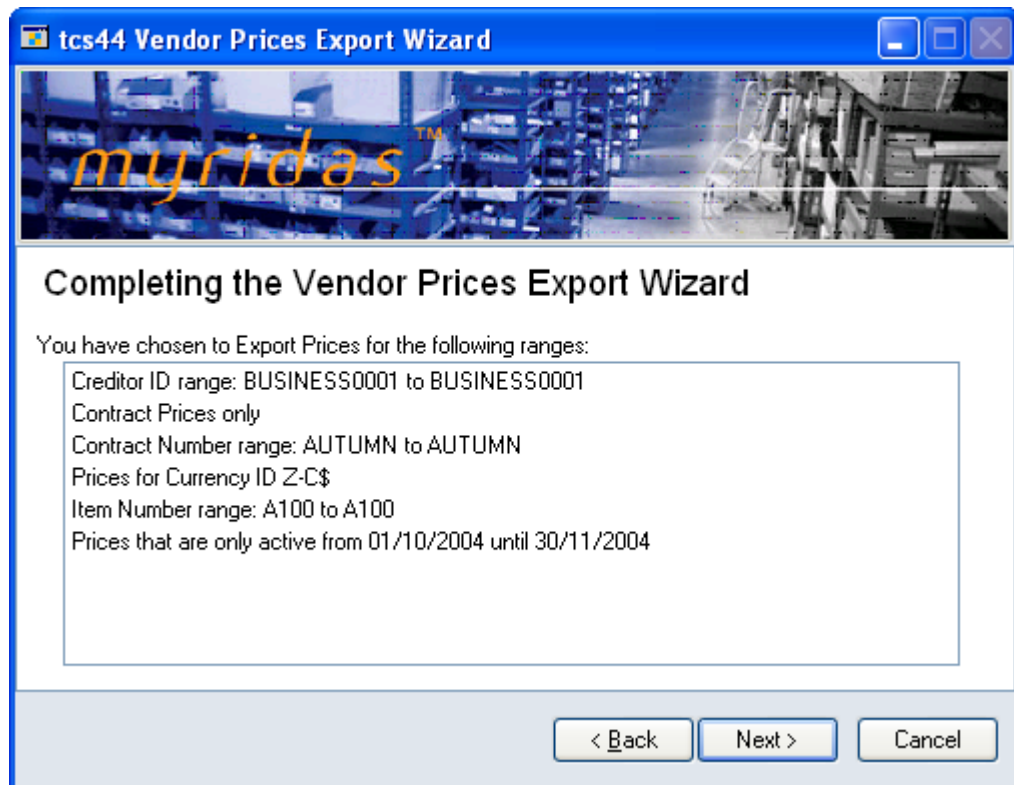 tcs44 Vendor Prices Export Wizard
myridas™
Completing the Vendor Prices Export Wizard
You have chosen to Export Prices for the following ranges:
Creditor ID range: BUSINESS0001 to BUSINESS0001
Contract Prices only
Contract Number range: AUTUMN to AUTUMN
Prices for Currency ID Z-C$
Item Number range: A100 to A100
Prices that are only active from 01/10/2004 until 30/11/2004
< Back Next > Cancel